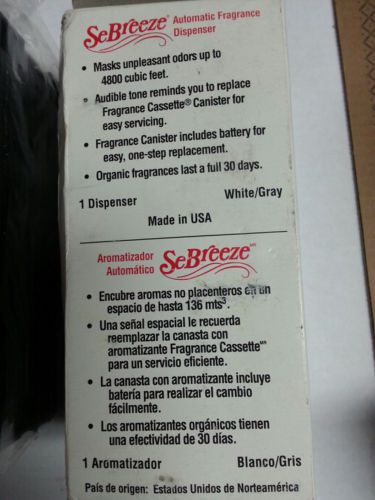 SeBreeze® Automatic Fragrance
Dispenser
• Masks unpleasant odors up to
4800 cubic feet.
• Audible tone reminds you to replace
Fragrance Cassette® Canister for
easy servicing.
• Fragrance Canister includes battery for
easy, one-step replacement.
• Organic fragrances last a full 30 days.
1 Dispenser White/Gray
Made in USA
Aromatizador
Automático SeBreeze MR
• Encubre aromas no placenteros en un
espacio de hasta 136 mts³.
• Una señal espacial le recuerda
reemplazar la canasta con
aromatizante Fragrance Cassette MR
para un servicio eficiente.
• La canasta con aromatizante incluye
batería para realizar el cambio
fácilmente.
• Los aromatizantes orgánicos tienen
una efectividad de 30 días.
1 Aromatizador Blanco/Gris
País de origen: Estados Unidos de Norteamérica